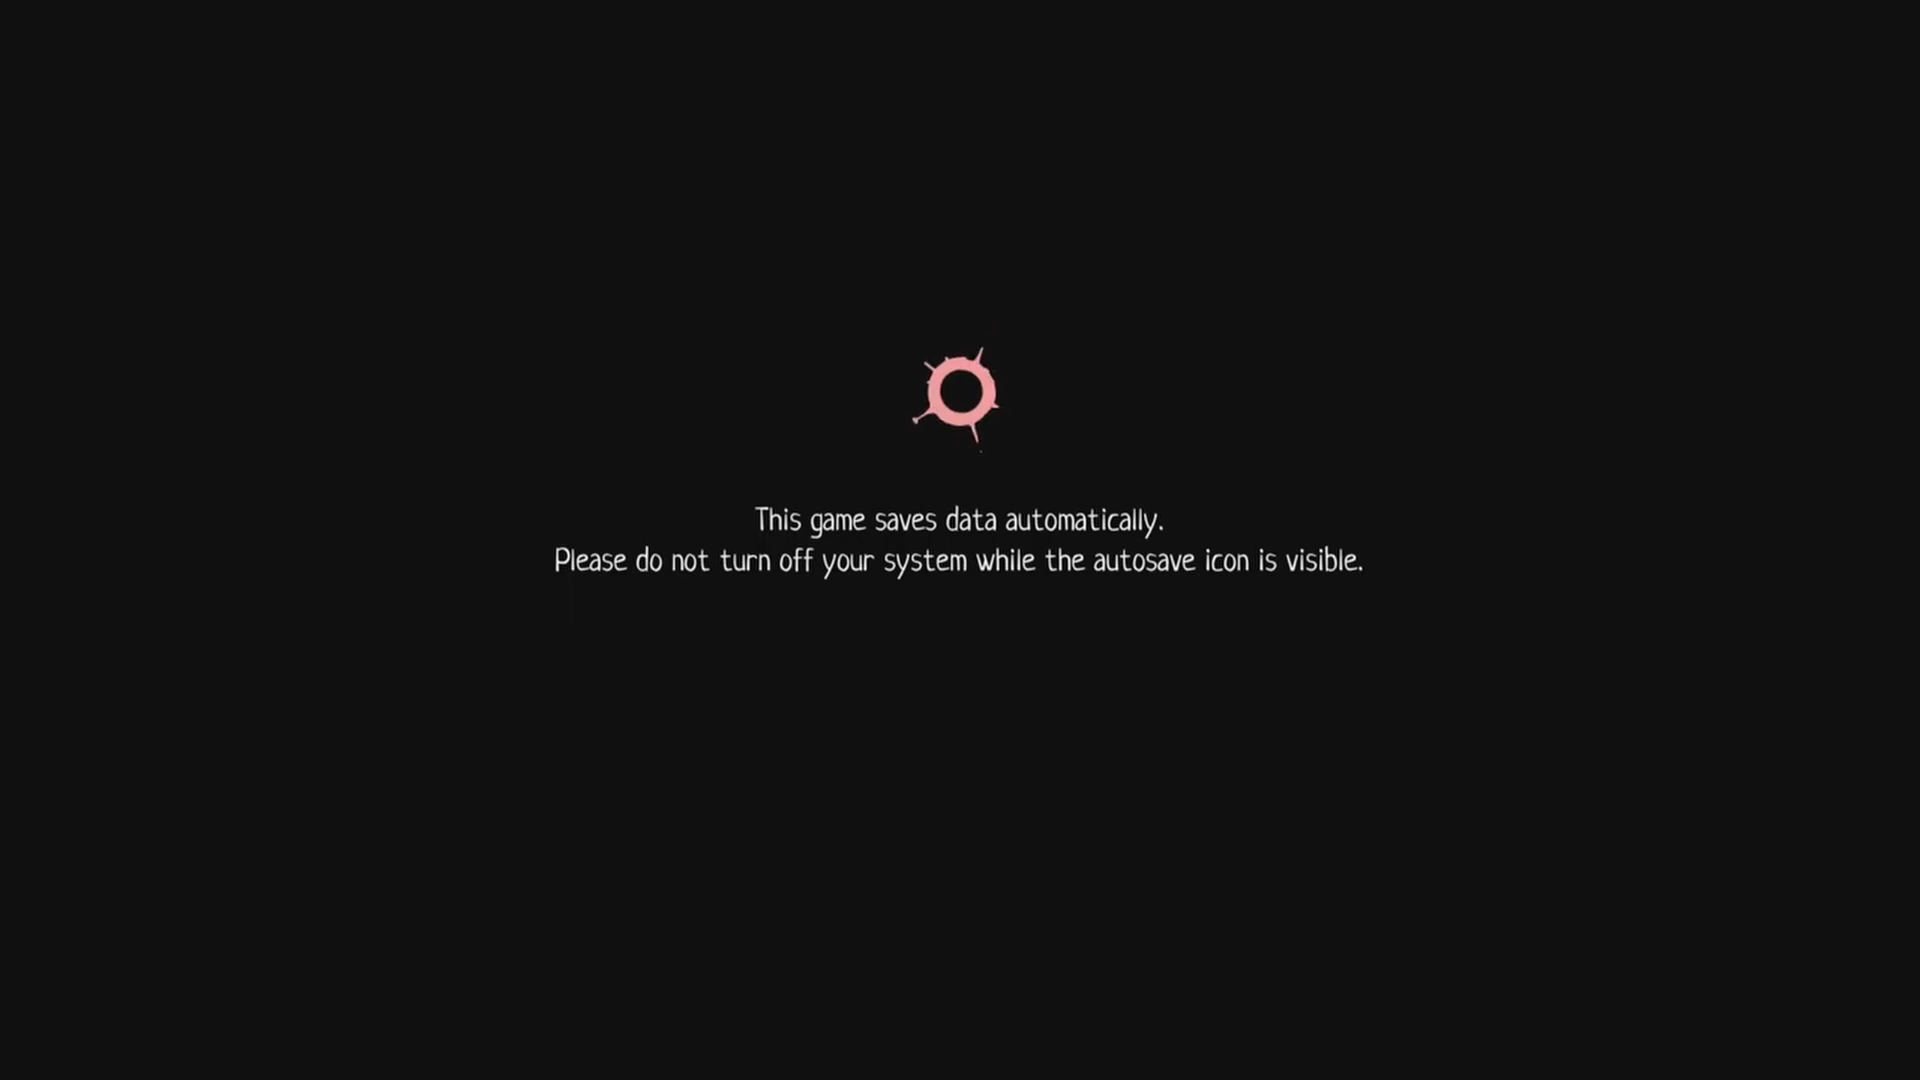 This game saves data automatically.
Please do not turn off your system while the autosave icon is visible.